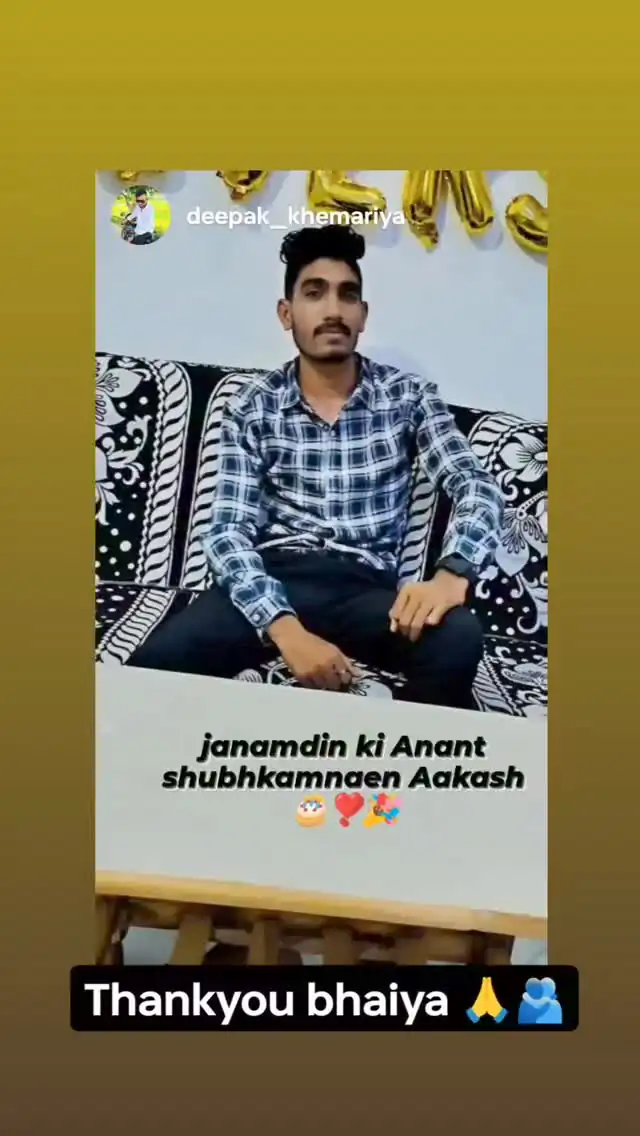 deepak_khemariya
janamdin ki Anant
shubhkamnaen Aakash
🎂❣️🎉
Thankyou bhaiya 🙏🫂